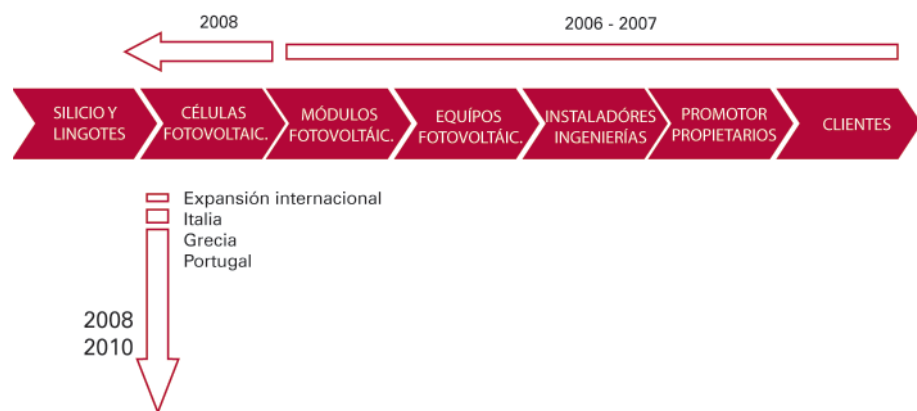 2008
2006 - 2007
SILICIO Y
LINGOTES
CÉLULAS
FOTOVOLTAIC.
MÓDULOS
FOTOVOLTÁIC.
EQUÍPOS
FOTOVOLTÁIC.
INSTALADÓRES
INGENIERÍAS
PROMOTOR
PROPIETARIOS
CLIENTES
Expansión internacional
Italia
Grecia
Portugal
2008
2010